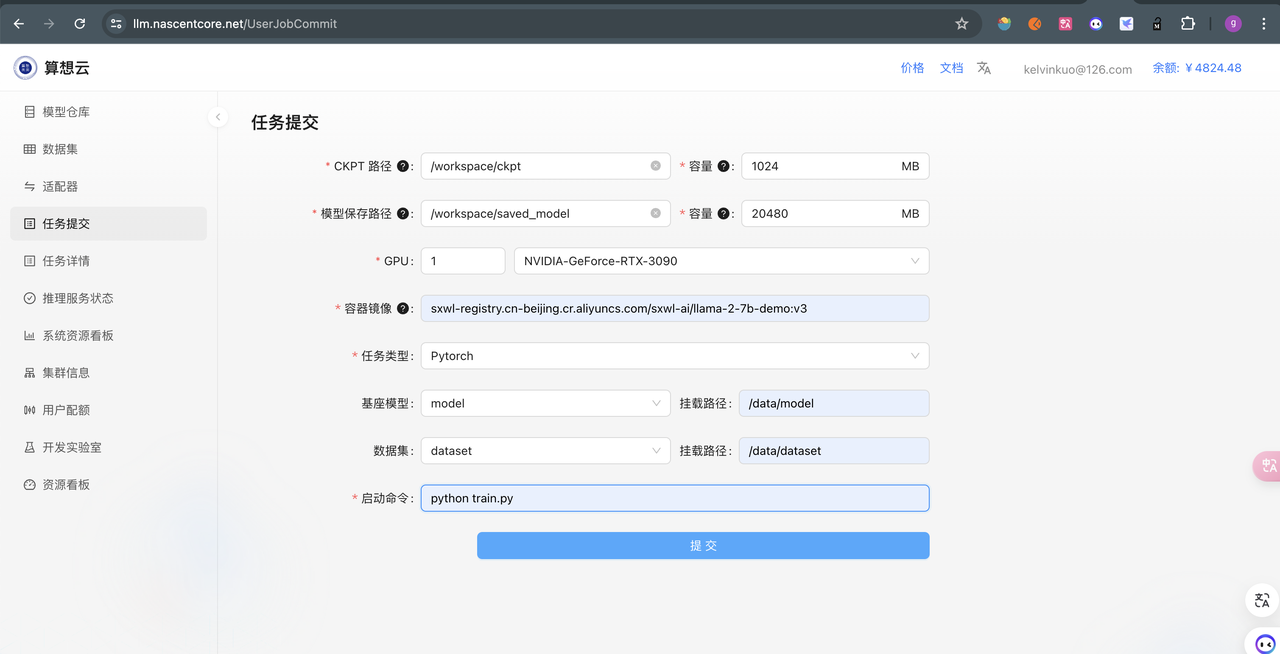 llm.nascentcore.net/UserJobCommit
g
算想云
价格 文档 kelvinkuo@126.com 余额: ¥4824.48
模型仓库
数据集
适配器
任务提交
任务详情
推理服务状态
系统资源看板
集群信息
用户配额
开发实验室
资源看板
任务提交
* CKPT 路径 ? : /workspace/ckpt * 容量 ? : 1024 MB
* 模型保存路径 ? : /workspace/saved_model * 容量 ? : 20480 MB
* GPU : 1 NVIDIA-GeForce-RTX-3090
* 容器镜像 ? : sxwl-registry.cn-beijing.cr.aliyuncs.com/sxwl-ai/llama-2-7b-demo:v3
* 任务类型 : Pytorch
基座模型 : model 挂载路径 : /data/model
数据集 : dataset 挂载路径 : /data/dataset
* 启动命令 : python train.py
提 交